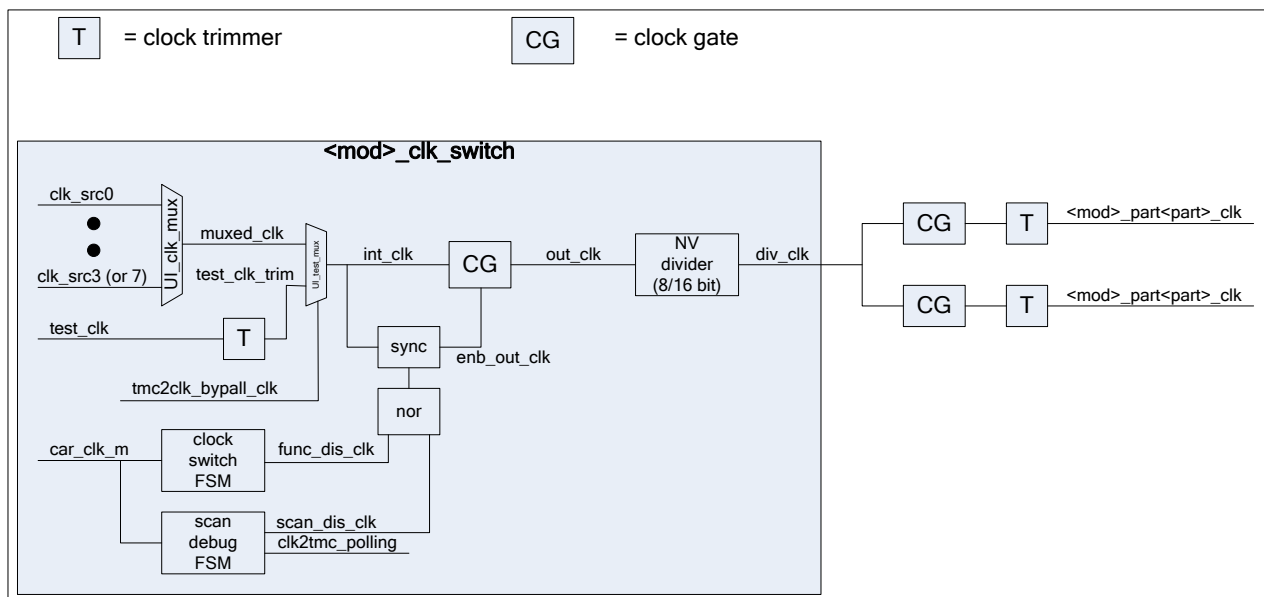 T = clock trimmer
CG = clock gate
<mod>_clk_switch
clk_src0
UI_clk_mux
clk_src3 (or 7)
muxed_clk
test_clk_trim
UI_test_mux
test_clk
T
tmc2clk_bypall_clk
int_clk
CG
out_clk
sync
enb_out_clk
nor
NV
divider
(8/16 bit)
div_clk
car_clk_m
clock
switch
FSM
func_dis_clk
scan
debug
FSM
scan_dis_clk
clk2tmc_polling
CG
T
<mod>_part<part>_clk
CG
T
<mod>_part<part>_clk